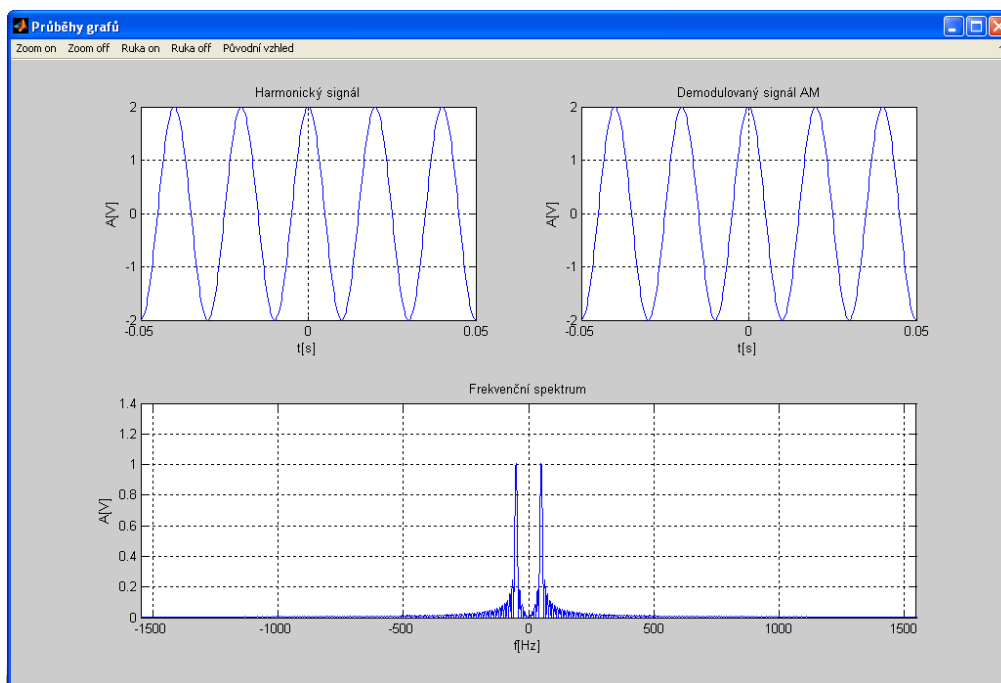 Průběhy grafů
Zoom on Zoom off Ruka on Ruka off Původní vzhled
Harmonický signál
A[V]
2
1
0
-1
-2
-0.05 0 0.05
t[s]
Demodulovaný signál AM
A[V]
2
1
0
-1
-2
-0.05 0 0.05
t[s]
Frekvenční spektrum
A[V]
1.4
1.2
1
0.8
0.6
0.4
0.2
0
-1500 -1000 -500 0 500 1000 1500
f[Hz]